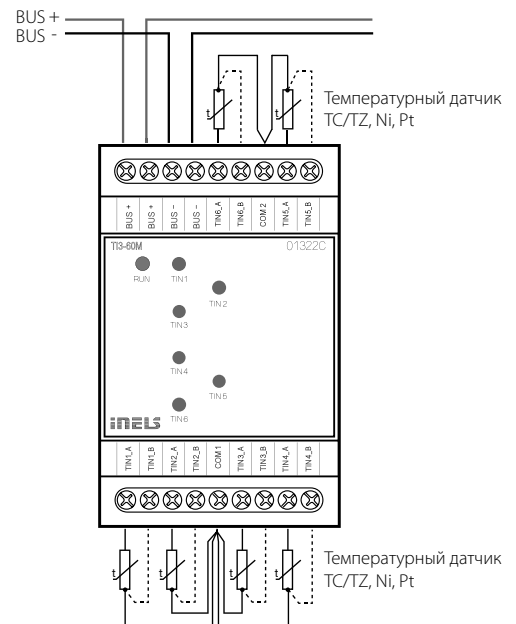 BUS +
BUS -
t
t
Температурный датчик
TC/TZ, Ni, Pt
BUS +
BUS +
BUS −
BUS −
TIN6_A
TIN6_B
COM 2
TIN5_A
TIN5_B
TI3-60M
01322C
RUN
TIN1
TIN2
TIN3
TIN4
TIN5
TIN6
iNELS
TIN1_A
TIN1_B
TIN2_A
TIN2_B
COM 1
TIN3_A
TIN3_B
TIN4_A
TIN4_B
t
t
t
t
Температурный датчик
TC/TZ, Ni, Pt